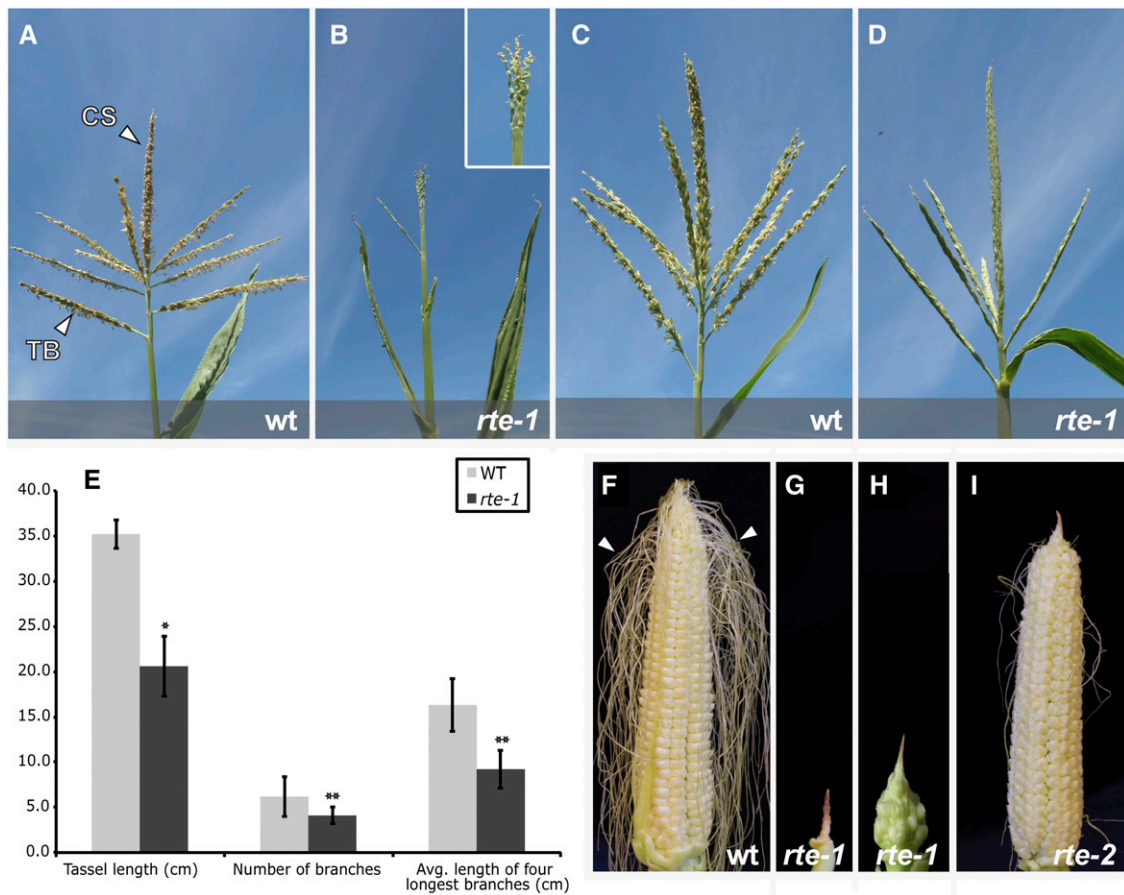 A
CS
TB
wt
B
rte-1
C
wt
D
rte-1
E
WT
rte-1
40.0
35.0
30.0
25.0
20.0
15.0
10.0
5.0
0.0
*
**
**
Tassel length (cm)
Number of branches
Avg. length of four
longest branches (cm)
F
wt
G
rte-1
H
rte-1
I
rte-2